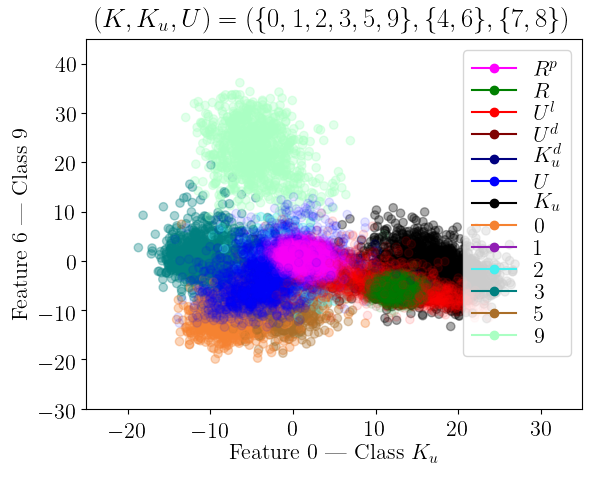 (K, K_u, U) = ({0, 1, 2, 3, 5, 9}, {4, 6}, {7, 8})
40
30
20
10
0
−10
−20
−30
Feature 6 — Class 9
R^p
R
U^l
U^d
K_u^d
U
K_u
0
1
2
3
5
9
−20
−10
0
10
20
30
Feature 0 — Class K_u